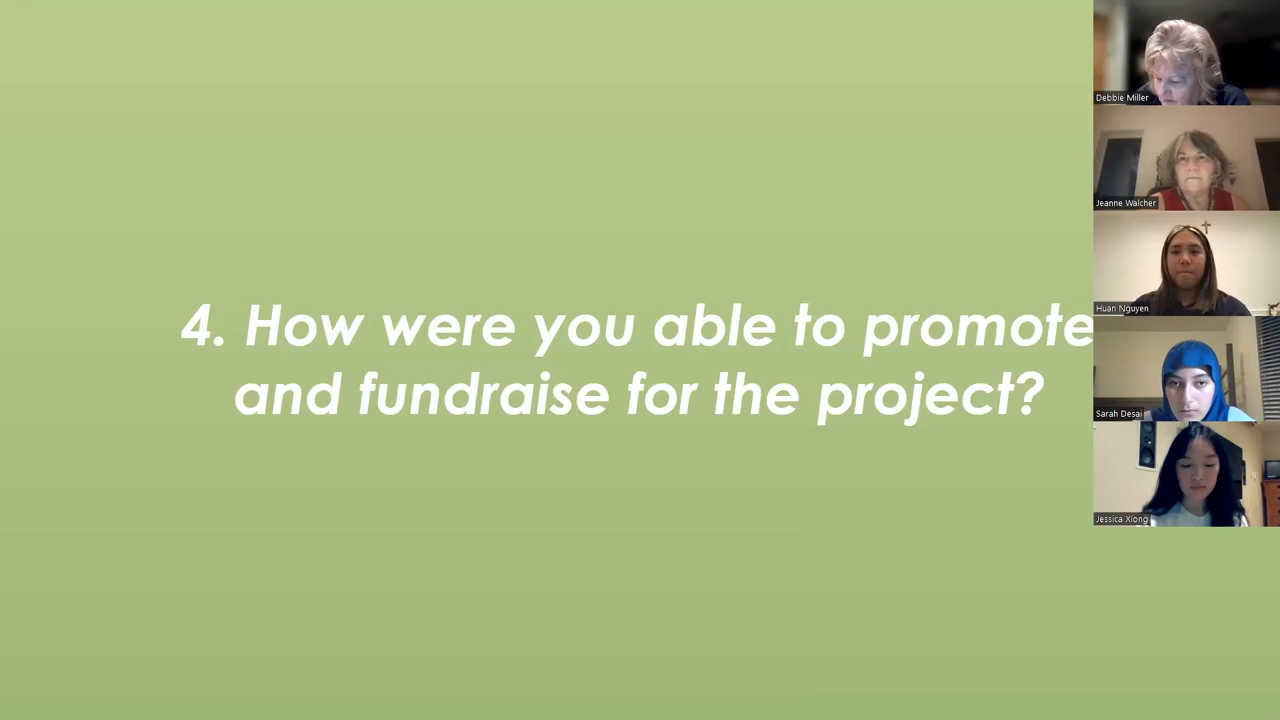 4. How were you able to promote
and fundraise for the project?
Debbie Miller
Jeanne Walcher
Huan Nguyen
Sarah Desai
Jessica Xiong